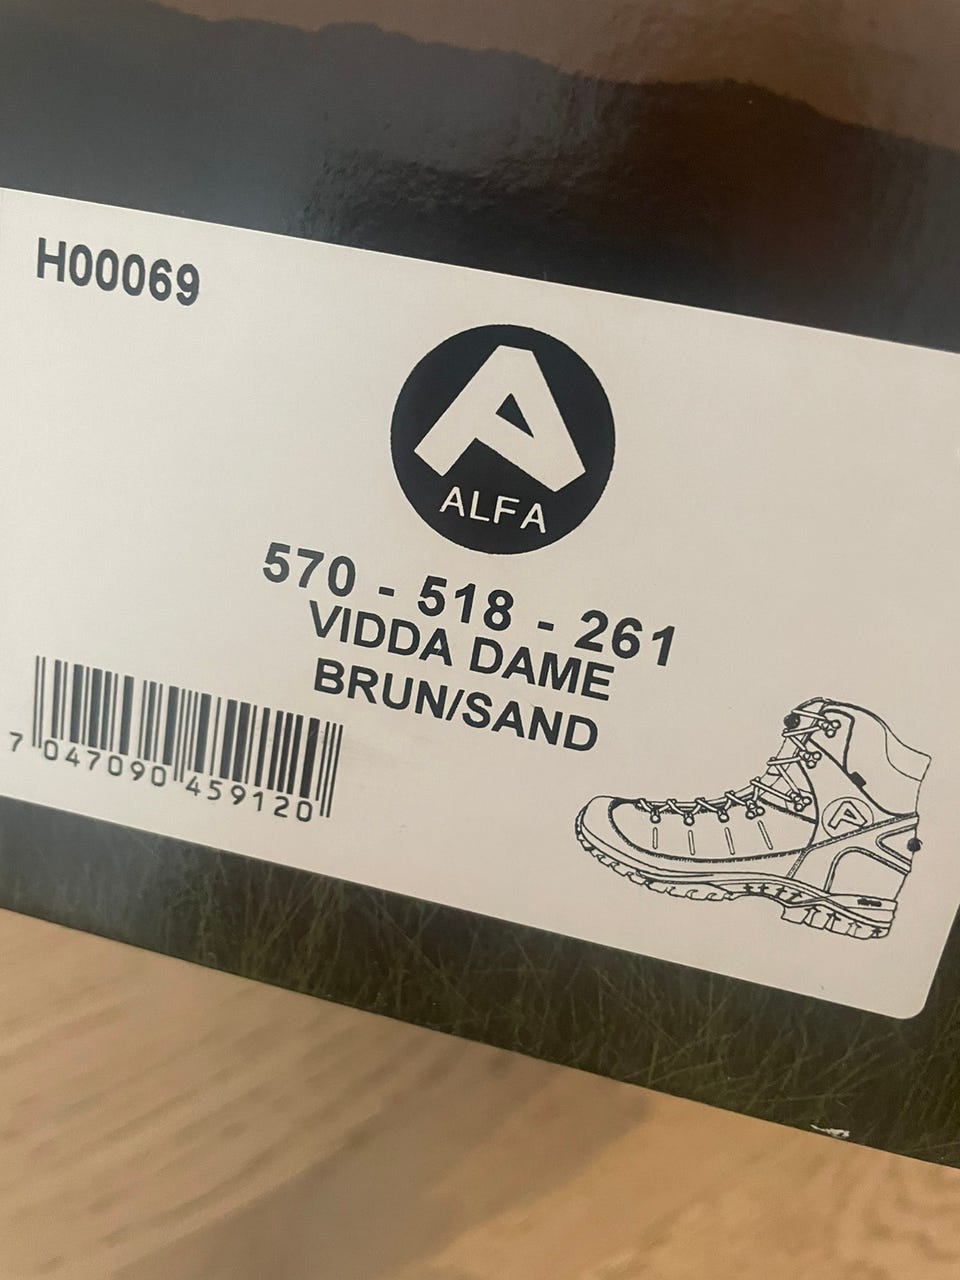 H00069
ALFA
570 - 518 - 261
VIDDA DAME
BRUN/SAND
7 047090 459120